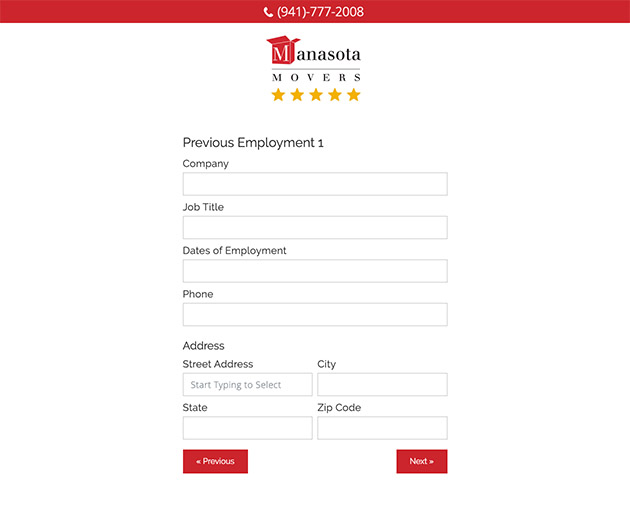 (941)-777-2008
Manasota
MOVERS
Previous Employment 1
Company
Job Title
Dates of Employment
Phone
Address
Street Address City
Start Typing to Select
State Zip Code
« Previous Next »